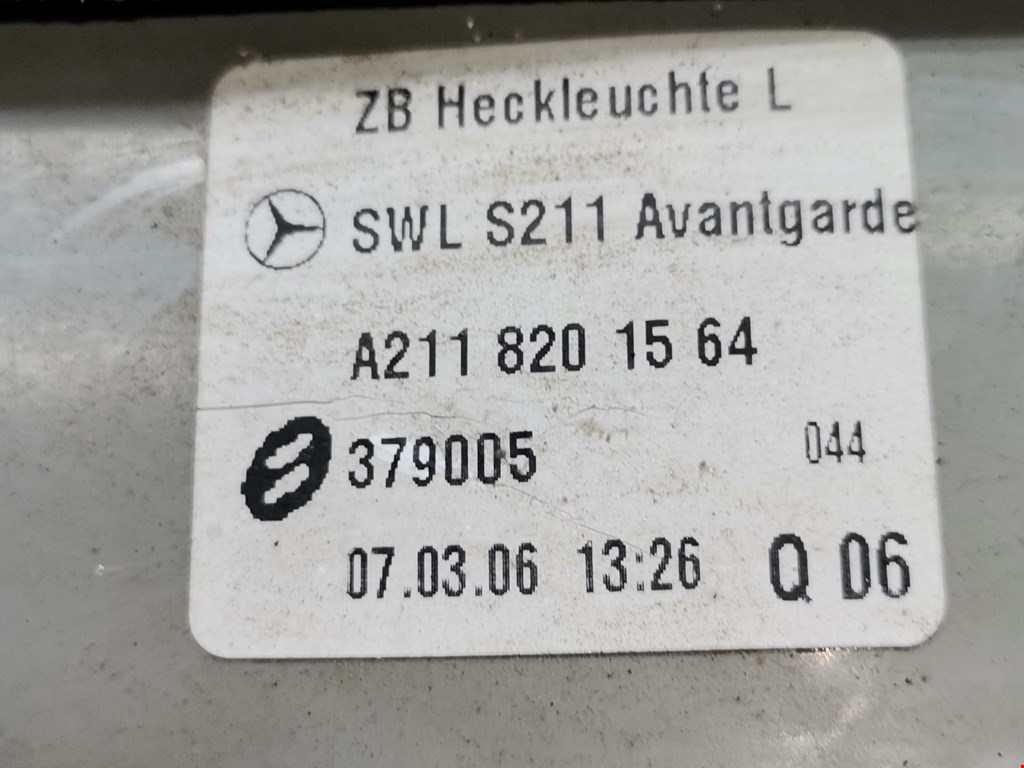 ZB Heckleuchte L
SWL S211 Avantgarde
A211 820 15 64
379005 044
07.03.06 13:26 Q 06